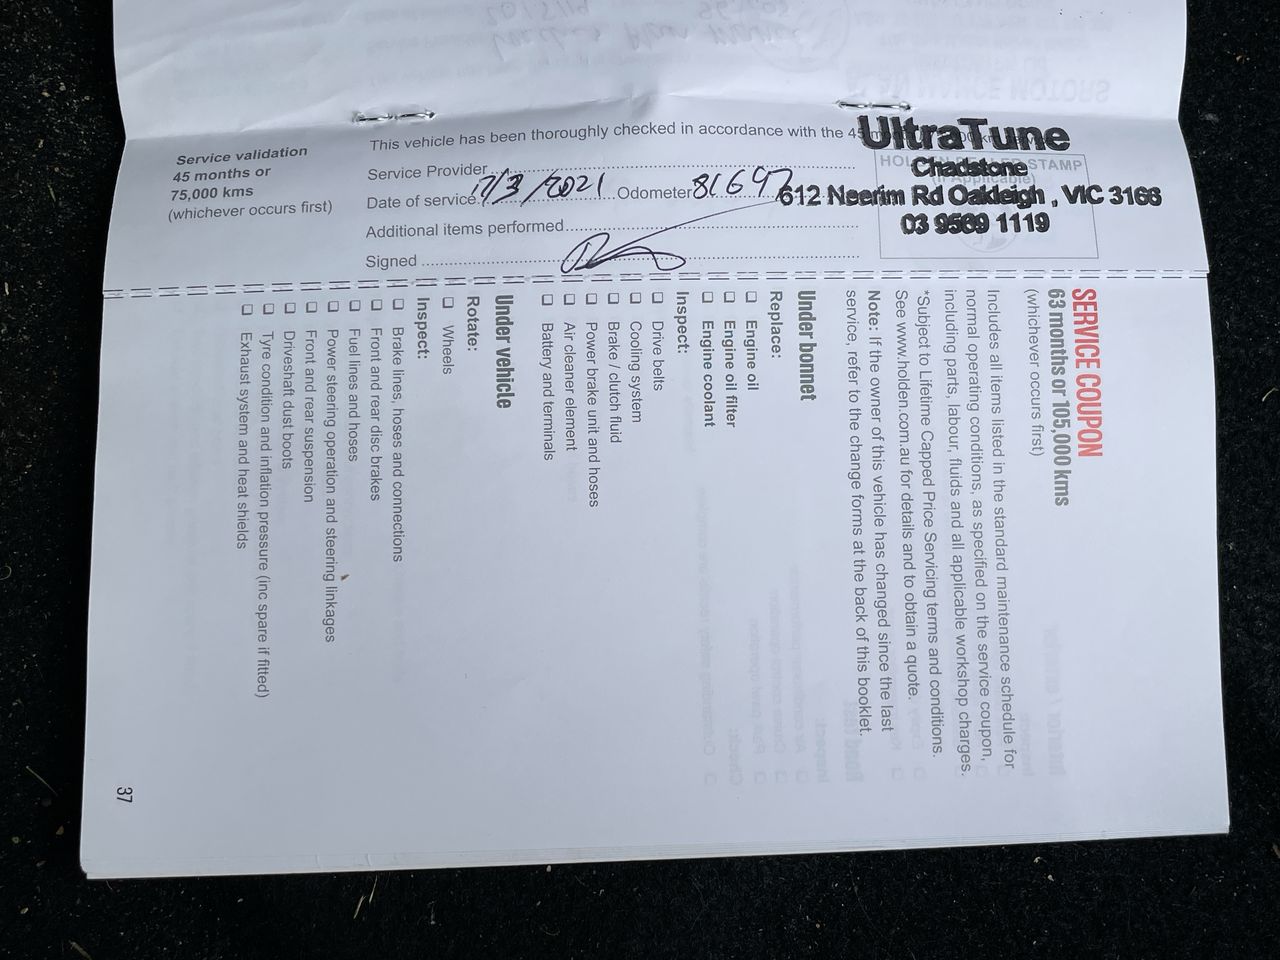 Service validation
45 months or
75,000 kms
(whichever occurs first)
This vehicle has been thoroughly checked in accordance with the 45
Service Provider
Date of service 17/3/2021 Odometer 81647
Additional items performed
Signed
UltraTune
Chadstone
612 Neerim Rd Oakleigh , VIC 3166
03 9569 1119
SERVICE COUPON
63 months or 105,000 kms
(whichever occurs first)
Includes all items listed in the standard maintenance schedule for
normal operating conditions, as specified on the service coupon,
including parts, labour, fluids and all applicable workshop charges.
*Subject to Lifetime Capped Price Servicing terms and conditions.
See www.holden.com.au for details and to obtain a quote.
Note: If the owner of this vehicle has changed since the last
service, refer to the change forms at the back of this booklet.
Under bonnet
Replace:
❑ Engine oil
❑ Engine oil filter
❑ Engine coolant
Inspect:
❑ Drive belts
❑ Cooling system
❑ Brake / clutch fluid
❑ Power brake unit and hoses
❑ Air cleaner element
❑ Battery and terminals
Under vehicle
Rotate:
❑ Wheels
Inspect:
❑ Brake lines, hoses and connections
❑ Front and rear disc brakes
❑ Fuel lines and hoses
❑ Power steering operation and steering linkages
❑ Front and rear suspension
❑ Driveshaft dust boots
❑ Tyre condition and inflation pressure (inc spare if fitted)
❑ Exhaust system and heat shields
37